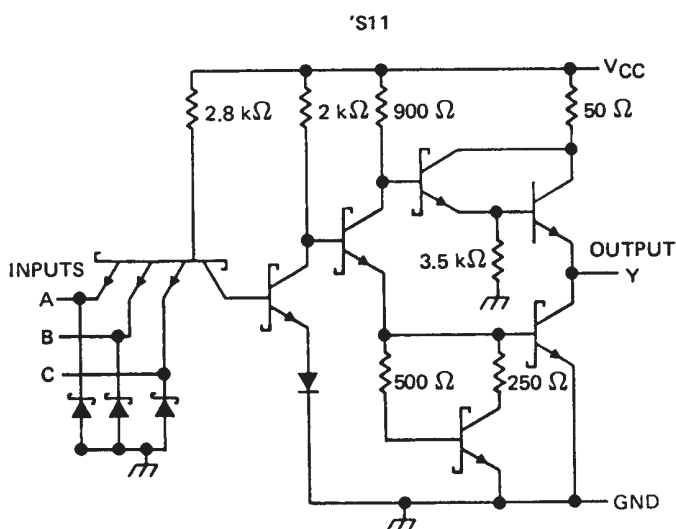 'S11
VCC
2.8 kΩ
2 kΩ
900 Ω
50 Ω
INPUTS
A
B
C
3.5 kΩ
OUTPUT
Y
500 Ω
250 Ω
GND